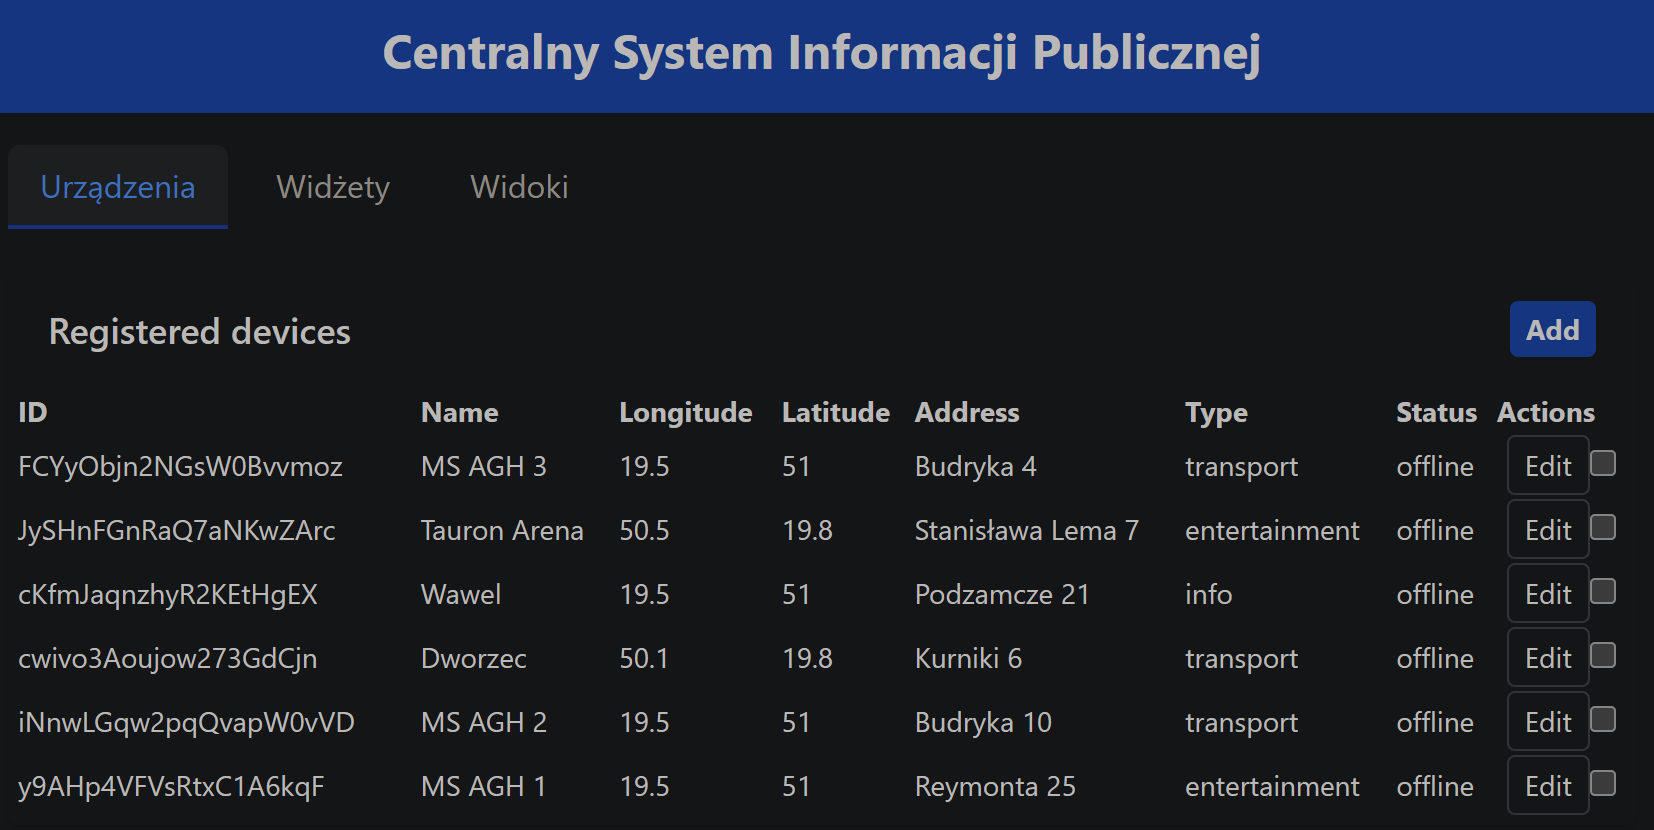 Centralny System Informacji Publicznej
Urządzenia Widżety Widoki
Registered devices Add
ID Name Longitude Latitude Address Type Status Actions
FCYyObjn2NGsW0Bvvmoz MS AGH 3 19.5 51 Budryka 4 transport offline Edit
JySHnFGnRaQ7aNKwZArc Tauron Arena 50.5 19.8 Stanisława Lema 7 entertainment offline Edit
cKfmJaqnzhyR2KEtHgEX Wawel 19.5 51 Podzamcze 21 info offline Edit
cwivo3Aoujow273GdCjn Dworzec 50.1 19.8 Kurniki 6 transport offline Edit
iNnwLGqw2pqQvapW0vVD MS AGH 2 19.5 51 Budryka 10 transport offline Edit
y9AHp4VFVsRtxC1A6kqF MS AGH 1 19.5 51 Reymonta 25 entertainment offline Edit